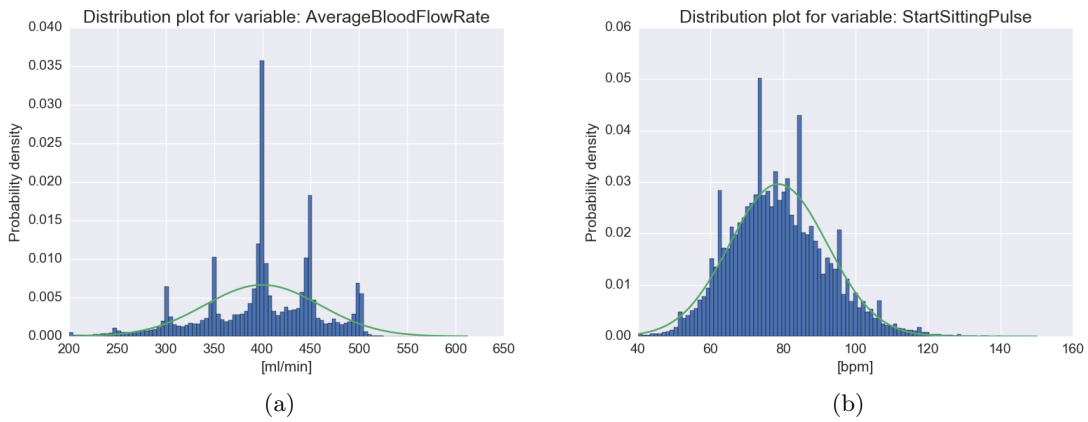 Distribution plot for variable: AverageBloodFlowRate
0.040
0.035
0.030
0.025
0.020
0.015
0.010
0.005
0.000
Probability density
200 250 300 350 400 450 500 550 600 650
[ml/min]
(a)
Distribution plot for variable: StartSittingPulse
0.06
0.05
0.04
0.03
0.02
0.01
0.00
Probability density
40 60 80 100 120 140 160
[bpm]
(b)